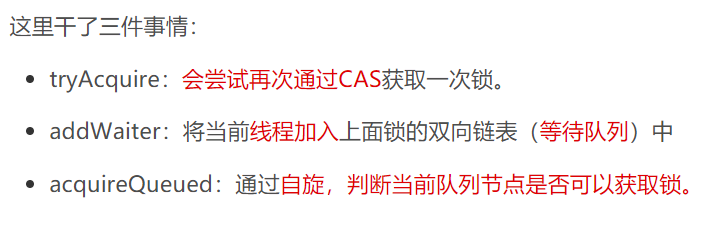 这里干了三件事情：
• tryAcquire：会尝试再次通过CAS获取一次锁。
• addWaiter：将当前线程加入上面锁的双向链表（等待队列）中
• acquireQueued：通过自旋，判断当前队列节点是否可以获取锁。